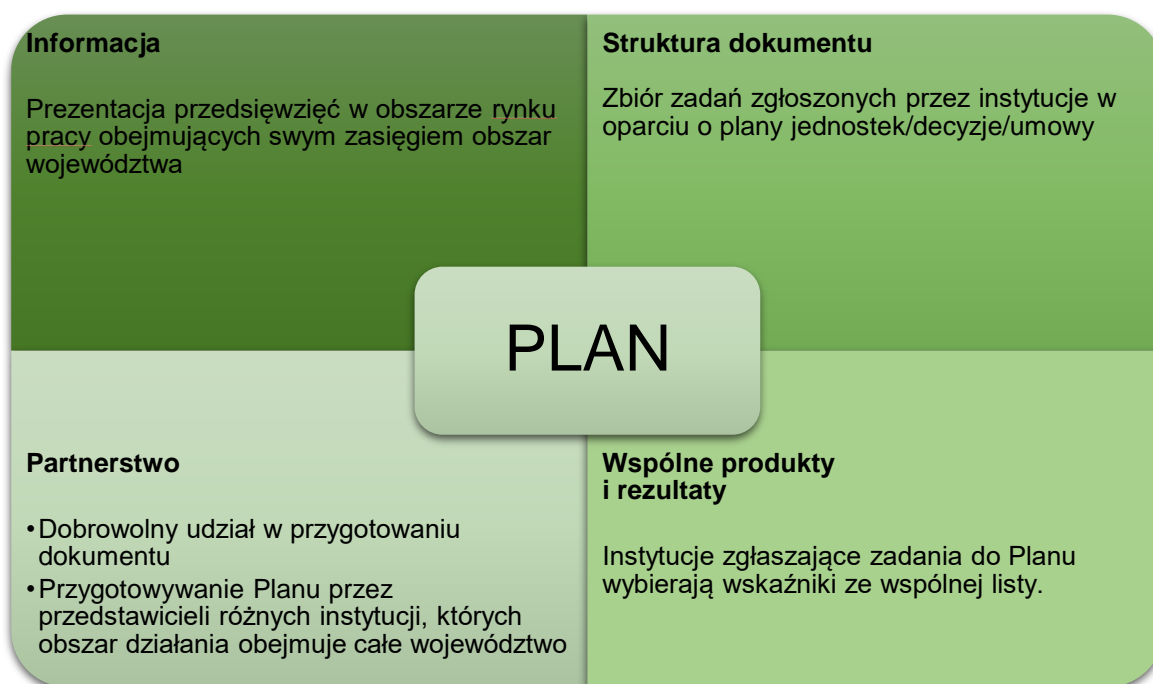 Informacja
Prezentacja przedsięwzięć w obszarze rynku
pracy obejmujących swym zasięgiem obszar
województwa
Struktura dokumentu
Zbiór zadań zgłoszonych przez instytucje w
oparciu o plany jednostek/decyzje/umowy
PLAN
Partnerstwo
•Dobrowolny udział w przygotowaniu
dokumentu
•Przygotowywanie Planu przez
przedstawicieli różnych instytucji, których
obszar działania obejmuje całe województwo
Wspólne produkty
i rezultaty
Instytucje zgłaszające zadania do Planu
wybierają wskaźniki ze wspólnej listy.